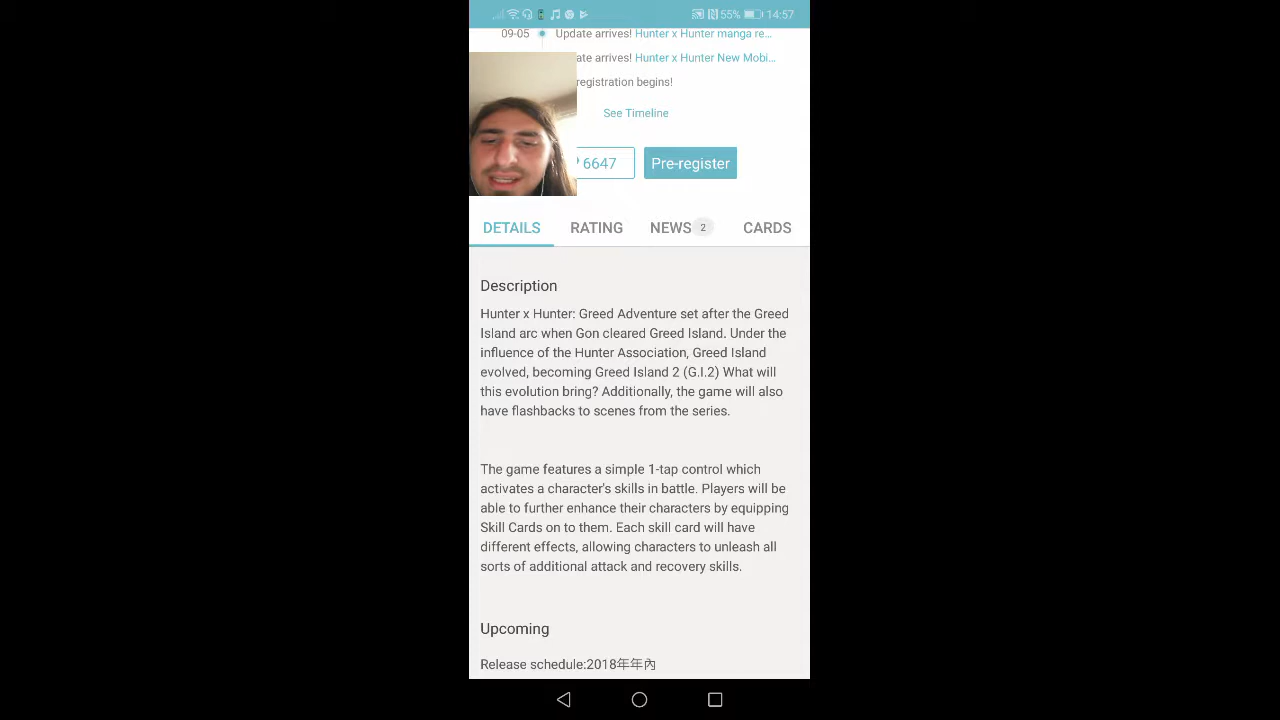 55% 14:57
09-05 Update arrives! Hunter x Hunter manga re...
ate arrives! Hunter x Hunter New Mobi...
registration begins!
See Timeline
6647 Pre-register
DETAILS RATING NEWS 2 CARDS
Description
Hunter x Hunter: Greed Adventure set after the Greed
Island arc when Gon cleared Greed Island. Under the
influence of the Hunter Association, Greed Island
evolved, becoming Greed Island 2 (G.I.2) What will
this evolution bring? Additionally, the game will also
have flashbacks to scenes from the series.
The game features a simple 1-tap control which
activates a character's skills in battle. Players will be
able to further enhance their characters by equipping
Skill Cards on to them. Each skill card will have
different effects, allowing characters to unleash all
sorts of additional attack and recovery skills.
Upcoming
Release schedule:2018年年內